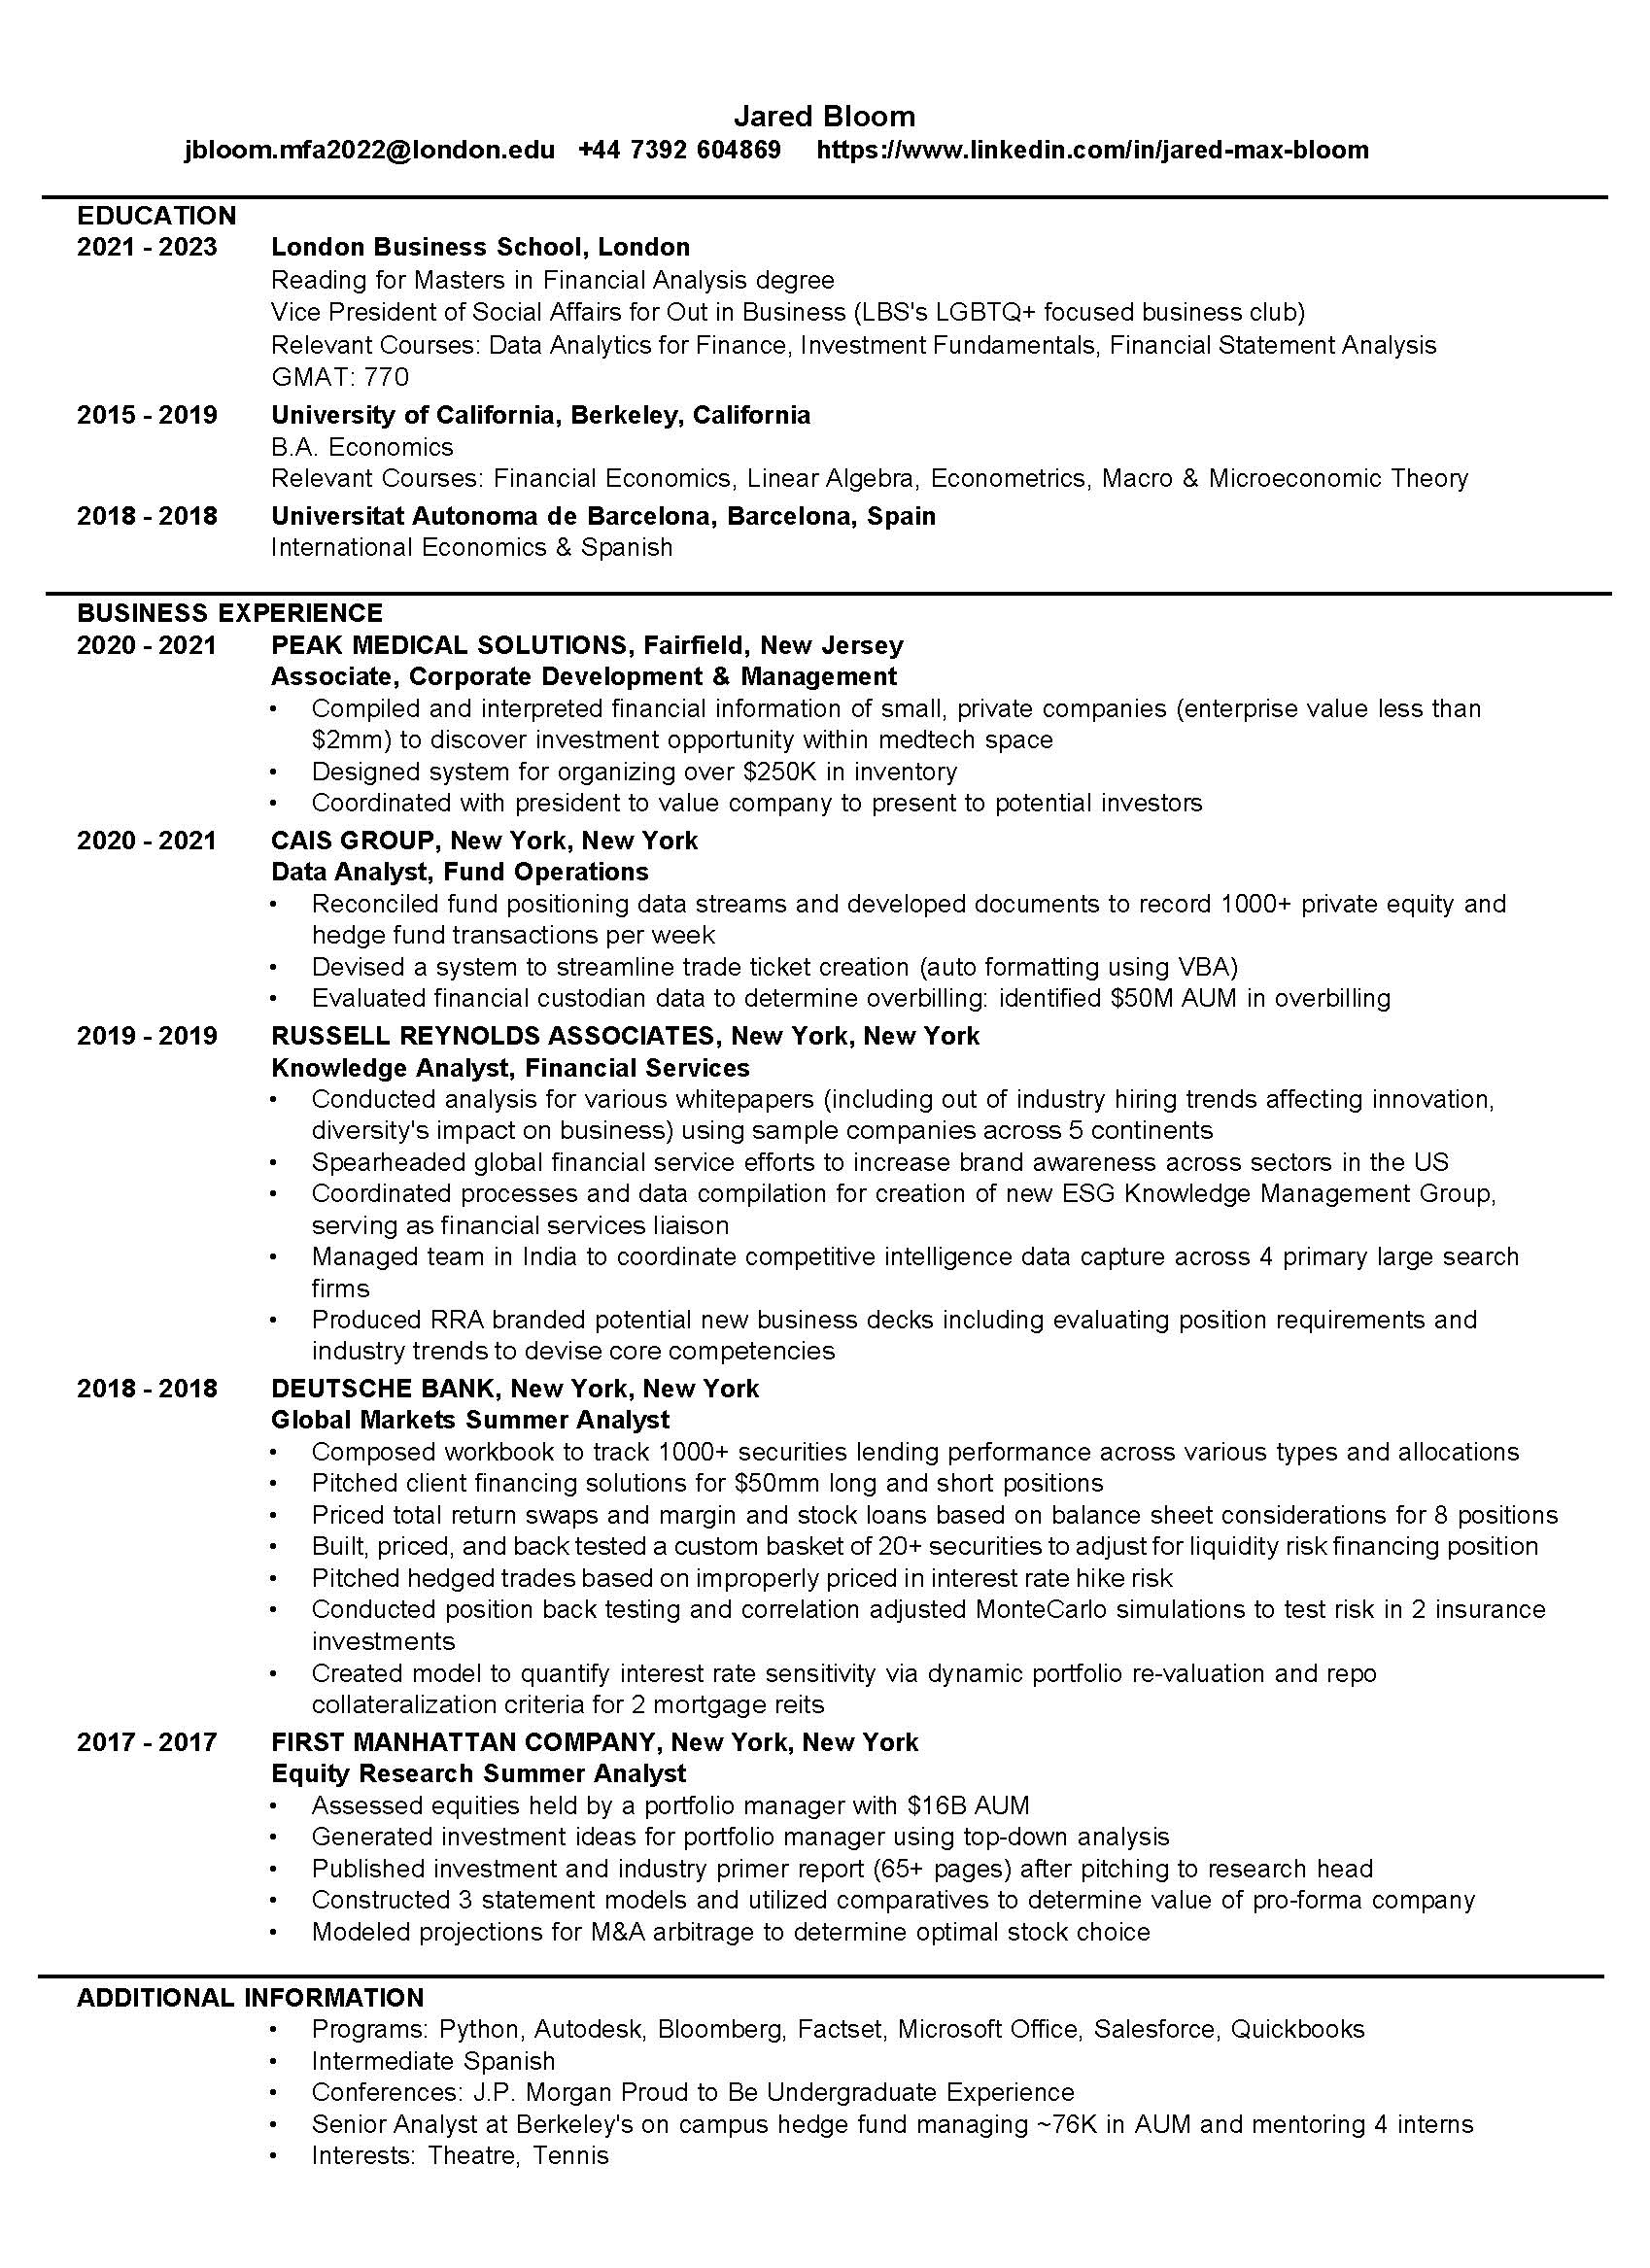 Jared Bloom
jbloom.mfa2022@london.edu +44 7392 604869 https://www.linkedin.com/in/jared-max-bloom
EDUCATION
2021 - 2023 London Business School, London
Reading for Masters in Financial Analysis degree
Vice President of Social Affairs for Out in Business (LBS's LGBTQ+ focused business club)
Relevant Courses: Data Analytics for Finance, Investment Fundamentals, Financial Statement Analysis
GMAT: 770
2015 - 2019 University of California, Berkeley, California
B.A. Economics
Relevant Courses: Financial Economics, Linear Algebra, Econometrics, Macro & Microeconomic Theory
2018 - 2018 Universitat Autonoma de Barcelona, Barcelona, Spain
International Economics & Spanish
BUSINESS EXPERIENCE
2020 - 2021 PEAK MEDICAL SOLUTIONS, Fairfield, New Jersey
Associate, Corporate Development & Management
• Compiled and interpreted financial information of small, private companies (enterprise value less than
$2mm) to discover investment opportunity within medtech space
• Designed system for organizing over $250K in inventory
• Coordinated with president to value company to present to potential investors
2020 - 2021 CAIS GROUP, New York, New York
Data Analyst, Fund Operations
• Reconciled fund positioning data streams and developed documents to record 1000+ private equity and
hedge fund transactions per week
• Devised a system to streamline trade ticket creation (auto formatting using VBA)
• Evaluated financial custodian data to determine overbilling: identified $50M AUM in overbilling
2019 - 2019 RUSSELL REYNOLDS ASSOCIATES, New York, New York
Knowledge Analyst, Financial Services
• Conducted analysis for various whitepapers (including out of industry hiring trends affecting innovation,
diversity's impact on business) using sample companies across 5 continents
• Spearheaded global financial service efforts to increase brand awareness across sectors in the US
• Coordinated processes and data compilation for creation of new ESG Knowledge Management Group,
serving as financial services liaison
• Managed team in India to coordinate competitive intelligence data capture across 4 primary large search
firms
• Produced RRA branded potential new business decks including evaluating position requirements and
industry trends to devise core competencies
2018 - 2018 DEUTSCHE BANK, New York, New York
Global Markets Summer Analyst
• Composed workbook to track 1000+ securities lending performance across various types and allocations
• Pitched client financing solutions for $50mm long and short positions
• Priced total return swaps and margin and stock loans based on balance sheet considerations for 8 positions
• Built, priced, and back tested a custom basket of 20+ securities to adjust for liquidity risk financing position
• Pitched hedged trades based on improperly priced in interest rate hike risk
• Conducted position back testing and correlation adjusted MonteCarlo simulations to test risk in 2 insurance
investments
• Created model to quantify interest rate sensitivity via dynamic portfolio re-valuation and repo
collateralization criteria for 2 mortgage reits
2017 - 2017 FIRST MANHATTAN COMPANY, New York, New York
Equity Research Summer Analyst
• Assessed equities held by a portfolio manager with $16B AUM
• Generated investment ideas for portfolio manager using top-down analysis
• Published investment and industry primer report (65+ pages) after pitching to research head
• Constructed 3 statement models and utilized comparatives to determine value of pro-forma company
• Modeled projections for M&A arbitrage to determine optimal stock choice
ADDITIONAL INFORMATION
• Programs: Python, Autodesk, Bloomberg, Factset, Microsoft Office, Salesforce, Quickbooks
• Intermediate Spanish
• Conferences: J.P. Morgan Proud to Be Undergraduate Experience
• Senior Analyst at Berkeley's on campus hedge fund managing ~76K in AUM and mentoring 4 interns
• Interests: Theatre, Tennis